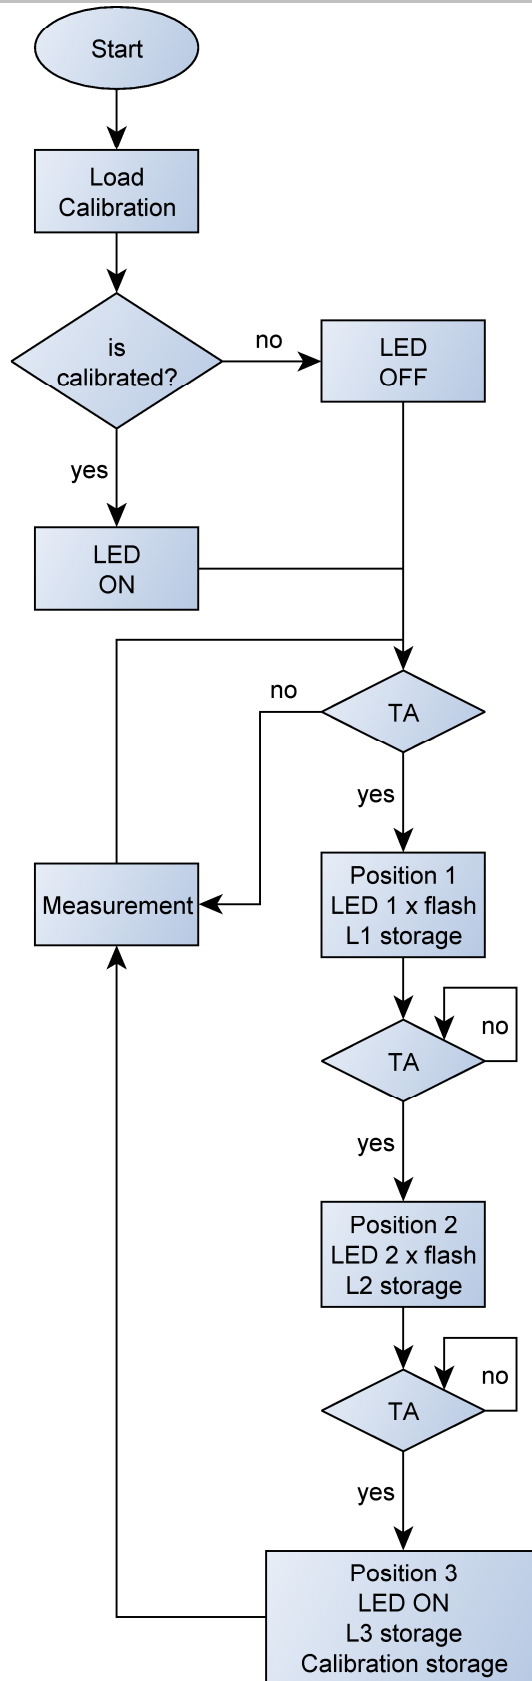 Start
Load
Calibration
is
calibrated?
no
LED
OFF
yes
LED
ON
no
TA
yes
Measurement
Position 1
LED 1 x flash
L1 storage
no
TA
yes
Position 2
LED 2 x flash
L2 storage
no
TA
yes
Position 3
LED ON
L3 storage
Calibration storage